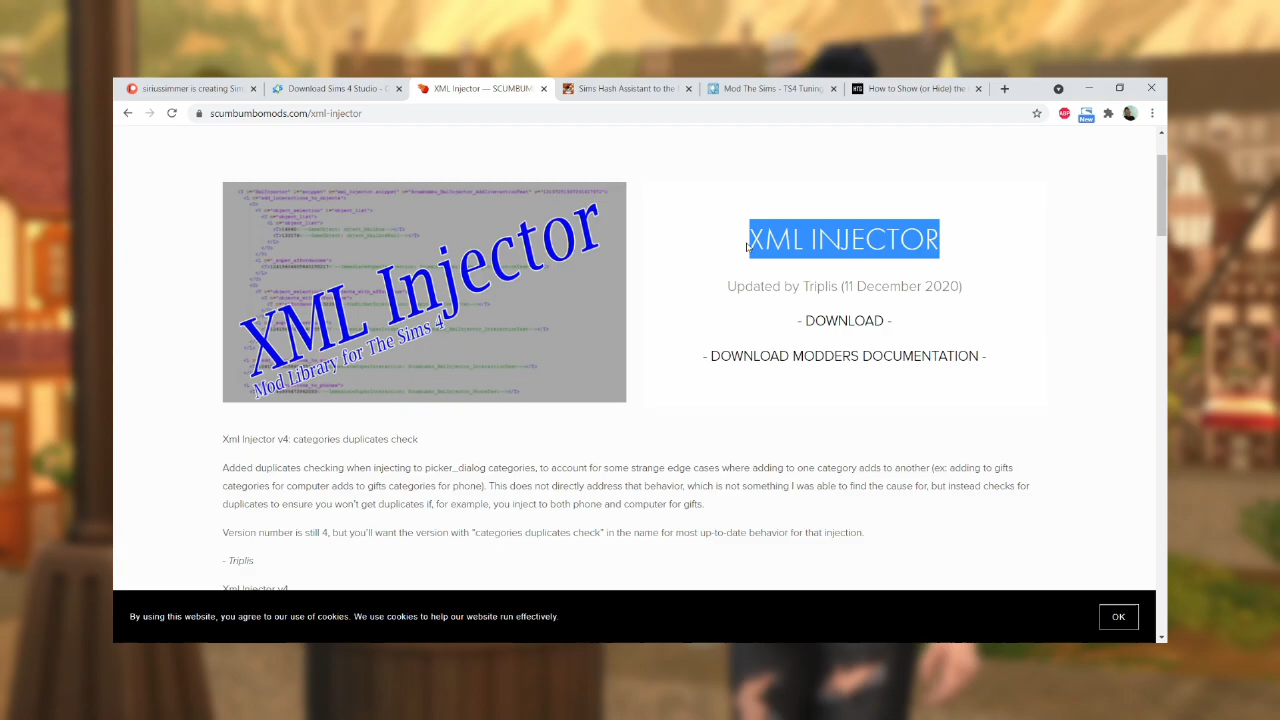 siriussimmer is creating Sim
Download Sims 4 Studio -
XML Injector — SCUMBUM
Sims Hash Assistant to the
Mod The Sims - TS4 Tuning
HTG
How to Show (or Hide) the
scumbumbomods.com/xml-injector
ABP
New
XML Injector
Mod Library for The Sims 4
XML INJECTOR
Updated by Triplis (11 December 2020)
- DOWNLOAD -
- DOWNLOAD MODDERS DOCUMENTATION -
Xml Injector v4: categories duplicates check
Added duplicates checking when injecting to picker_dialog categories, to account for some strange edge cases where adding to one category adds to another (ex: adding to gifts
categories for computer adds to gifts categories for phone). This does not directly address that behavior, which is not something I was able to find the cause for, but instead checks for
duplicates to ensure you won't get duplicates if, for example, you inject to both phone and computer for gifts.
Version number is still 4, but you'll want the version with “categories duplicates check” in the name for most up-to-date behavior for that injection.
- Triplis
Xml Injector v4
By using this website, you agree to our use of cookies. We use cookies to help our website run effectively.
OK